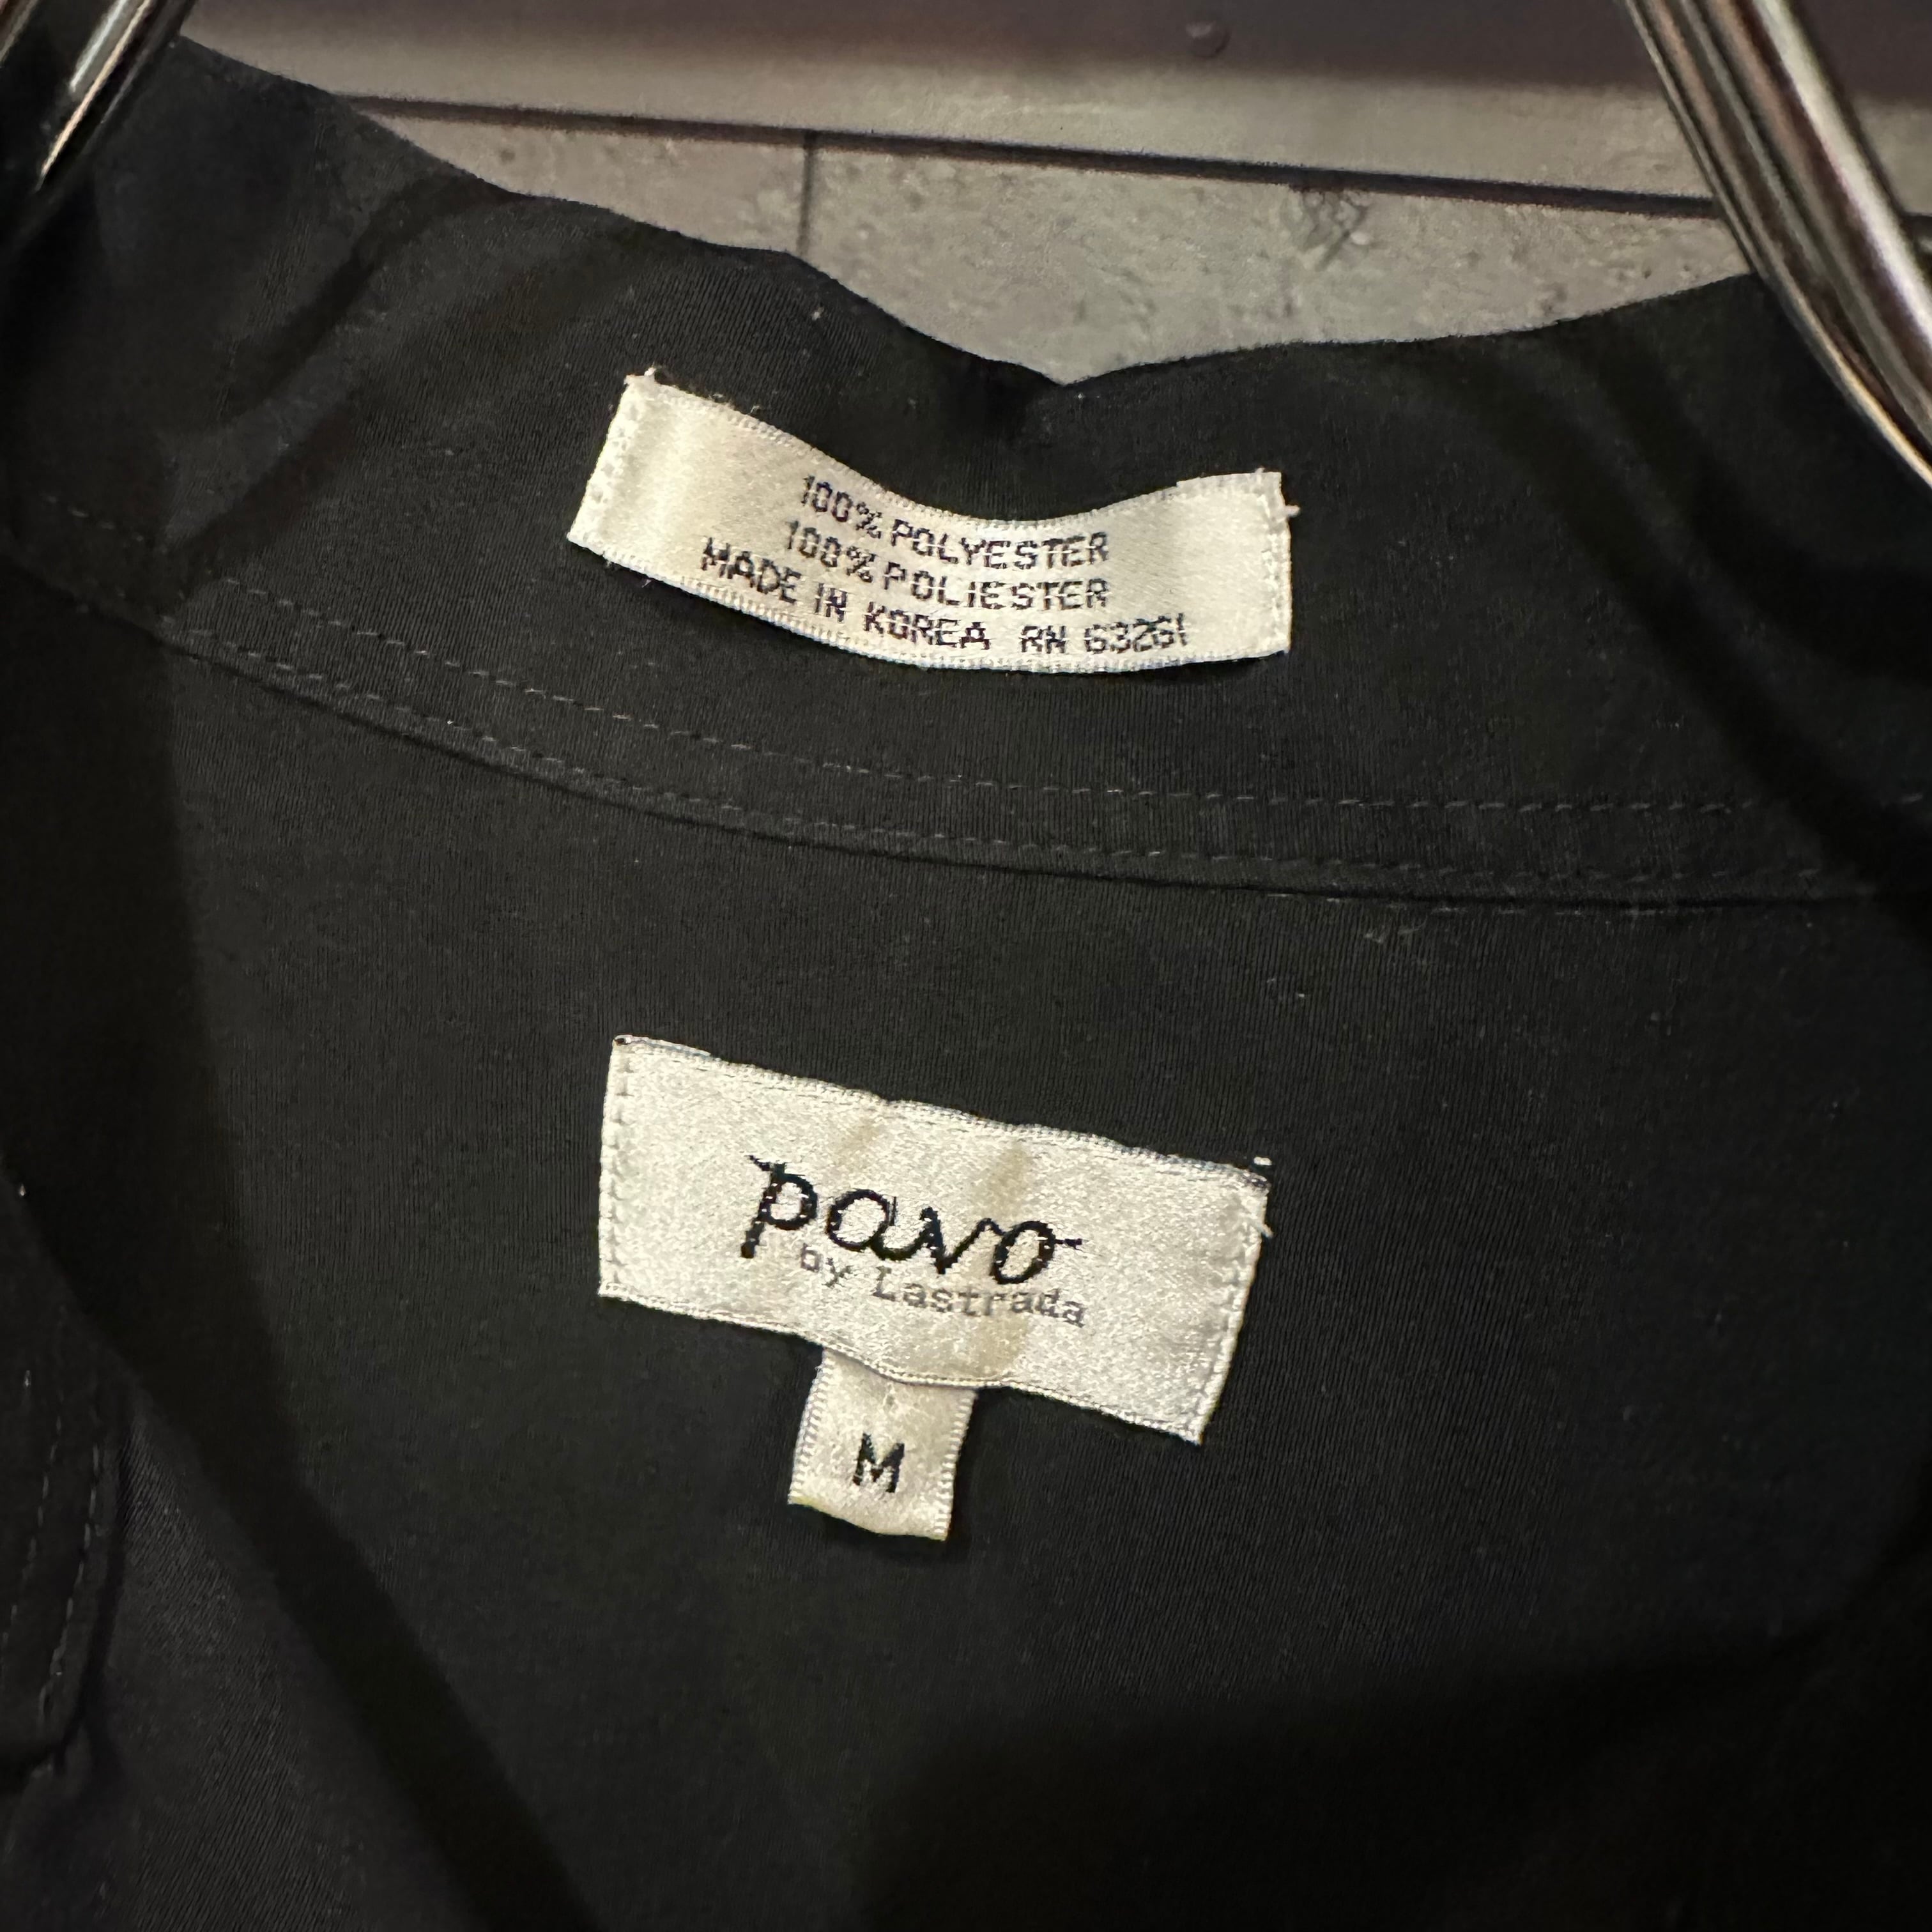 100% POLYESTER
100% POLIESTER
MADE IN KOREA RN 63261
pavo
by Lastrada
M